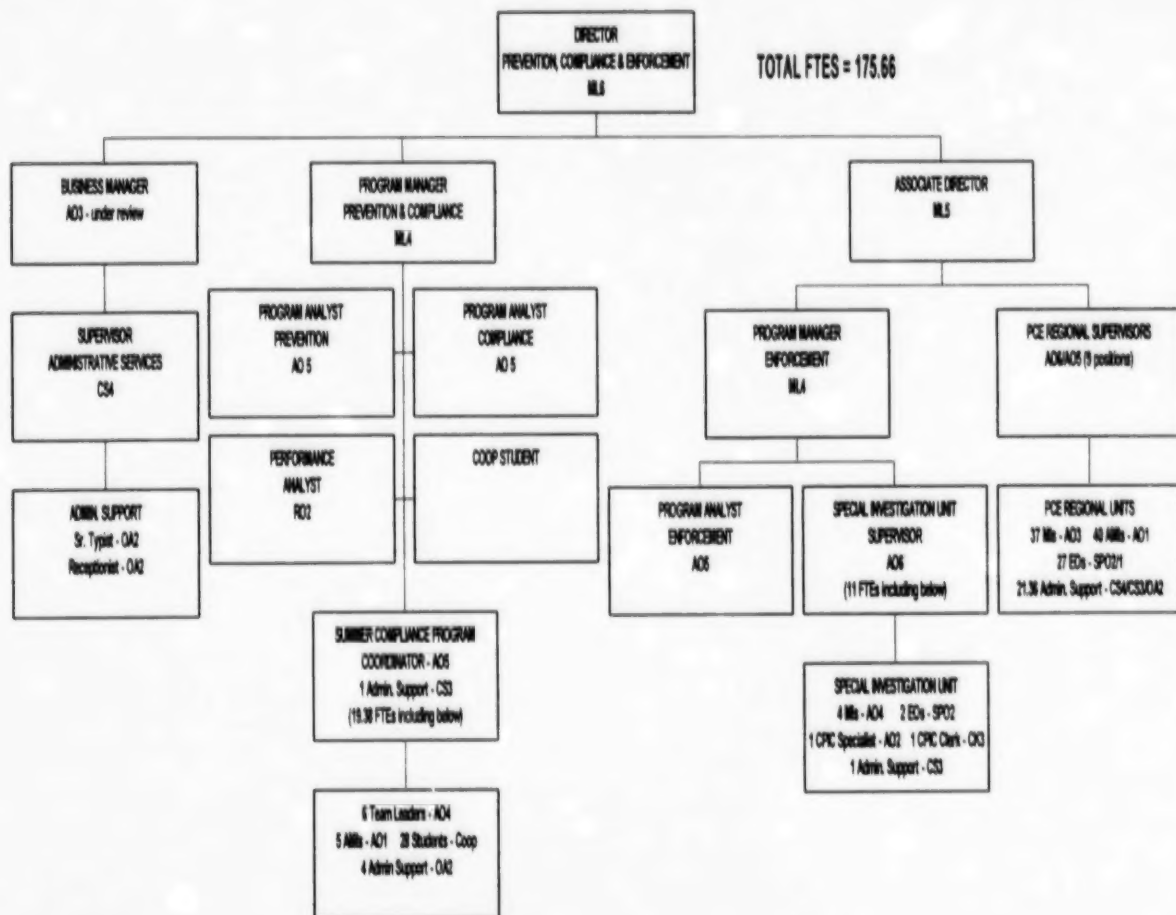 DIRECTOR
PREVENTION, COMPLIANCE & ENFORCEMENT
ML6
TOTAL FTES = 175.66
BUSINESS MANAGER
AO3 - under review
PROGRAM MANAGER
PREVENTION & COMPLIANCE
ML4
ASSOCIATE DIRECTOR
ML5
SUPERVISOR
ADMINISTRATIVE SERVICES
CS4
PROGRAM ANALYST
PREVENTION
AO 5
PROGRAM ANALYST
COMPLIANCE
AO 5
PROGRAM MANAGER
ENFORCEMENT
ML4
PCE REGIONAL SUPERVISORS
AO6/AO5 (9 positions)
ADMIN. SUPPORT
Sr. Typist - OA2
Receptionist - OA2
PERFORMANCE
ANALYST
RO2
COOP STUDENT
PROGRAM ANALYST
ENFORCEMENT
AO5
SPECIAL INVESTIGATION UNIT
SUPERVISOR
AO6
(11 FTEs including below)
PCE REGIONAL UNITS
37 MIs - AO3 40 AMIs - AO1
27 EOs - SPO2/1
21.36 Admin. Support - CS4/CS3/OA2
SUMMER COMPLIANCE PROGRAM
COORDINATOR - AO5
1 Admin. Support - CS3
(19.38 FTEs including below)
SPECIAL INVESTIGATION UNIT
4 MIs - AO4 2 EOs - SPO2
1 CPIC Specialist - AO2 1 CPIC Clerk - CK3
1 Admin. Support - CS3
6 Team Leaders - AO4
5 AMIs - AO1 28 Students - Coop
4 Admin Support - OA2